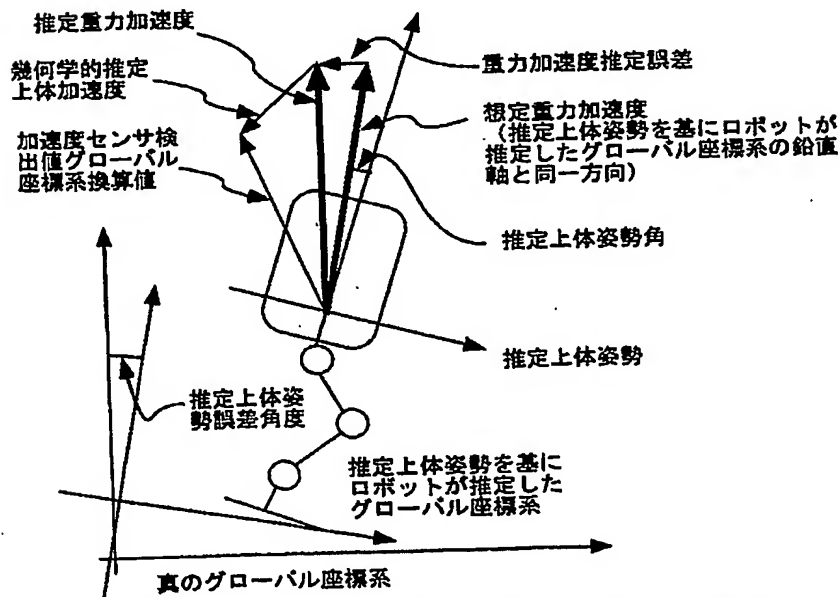 推定重力加速度
幾何学的推定
上体加速度
加速度センサ検
出値グローバル
座標系換算値
重力加速度推定誤差
想定重力加速度
（推定上体姿勢を基にロボットが
推定したグローバル座標系の鉛直
軸と同一方向）
推定上体姿勢角
推定上体姿勢
推定上体姿
勢誤差角度
推定上体姿勢を基に
ロボットが推定した
グローバル座標系
真のグローバル座標系